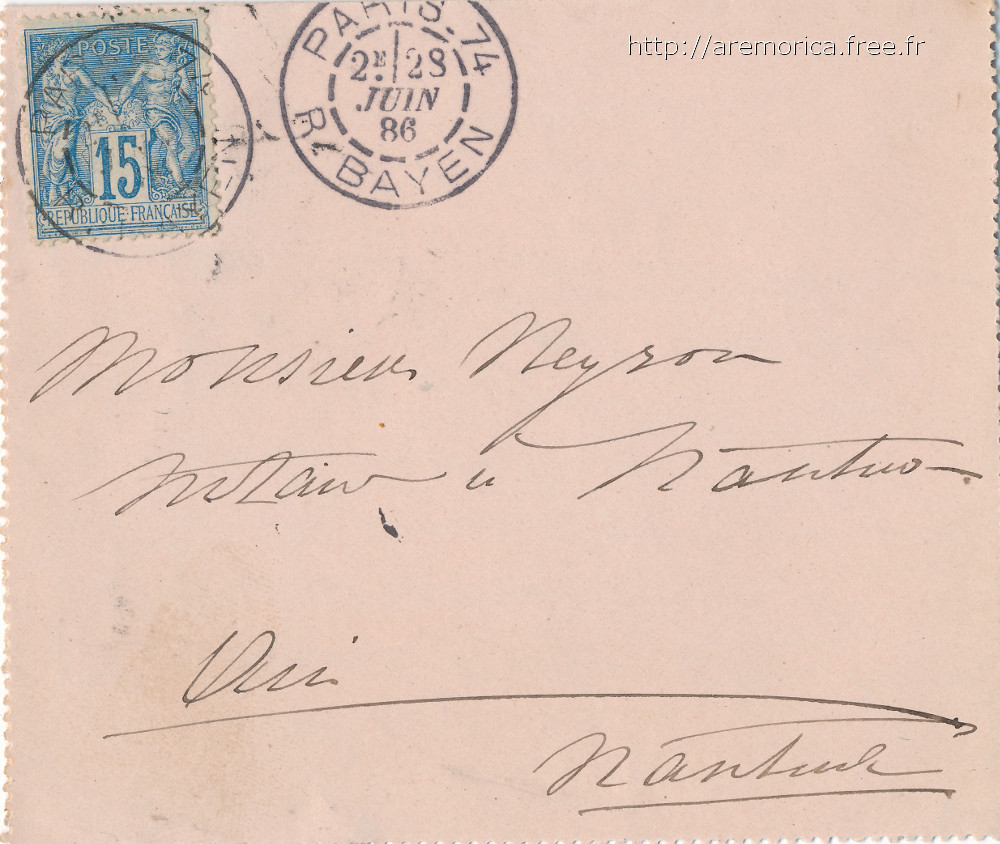 http://aremorica.free.fr
POSTE
15
REPUBLIQUE FRANÇAISE
PARIS. 74
2E 28
JUIN
86
R. BAYEN
Monsieur Neyron
notaire à Nantua
Ain
Nantua